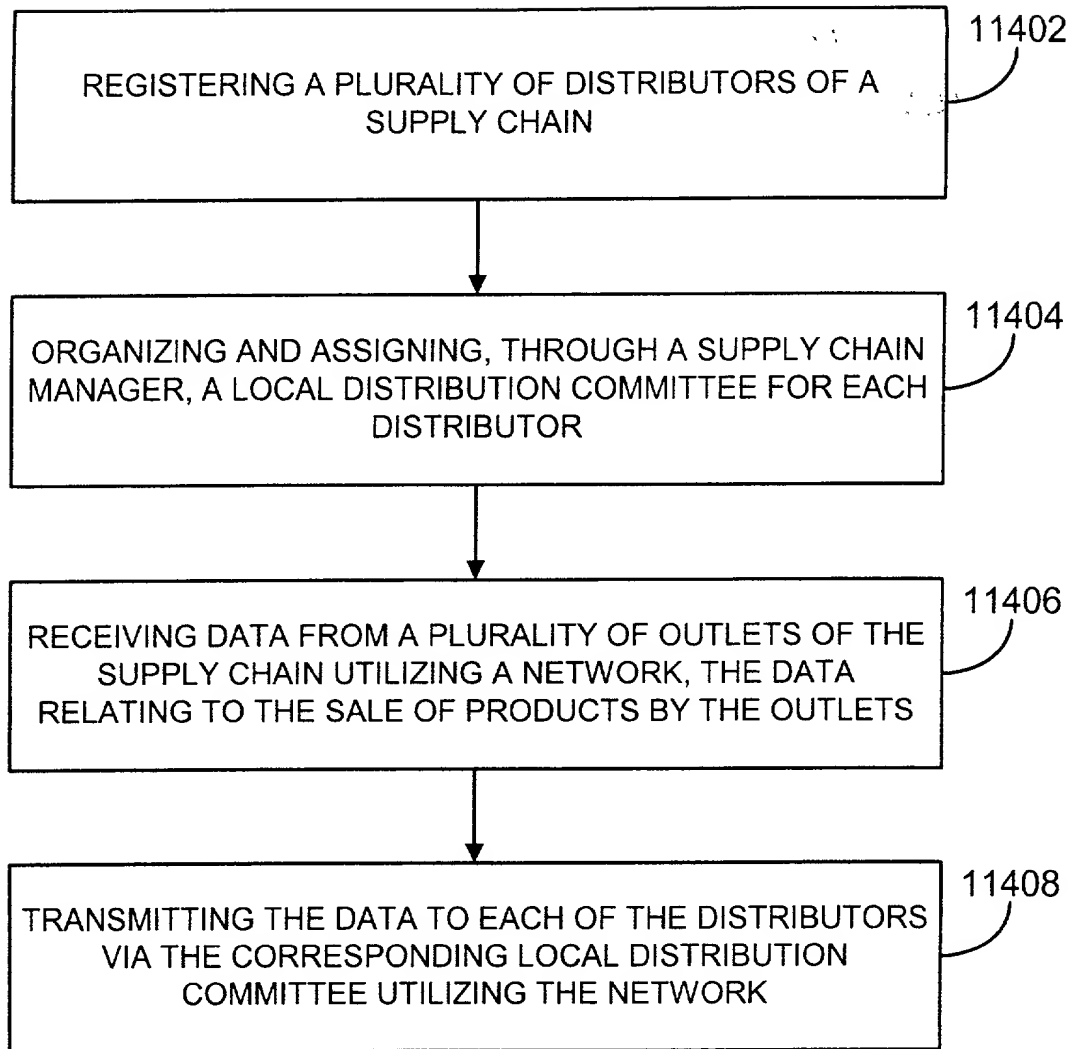 11402
REGISTERING A PLURALITY OF DISTRIBUTORS OF A
SUPPLY CHAIN
11404
ORGANIZING AND ASSIGNING, THROUGH A SUPPLY CHAIN
MANAGER, A LOCAL DISTRIBUTION COMMITTEE FOR EACH
DISTRIBUTOR
11406
RECEIVING DATA FROM A PLURALITY OF OUTLETS OF THE
SUPPLY CHAIN UTILIZING A NETWORK, THE DATA
RELATING TO THE SALE OF PRODUCTS BY THE OUTLETS
11408
TRANSMITTING THE DATA TO EACH OF THE DISTRIBUTORS
VIA THE CORRESPONDING LOCAL DISTRIBUTION
COMMITTEE UTILIZING THE NETWORK